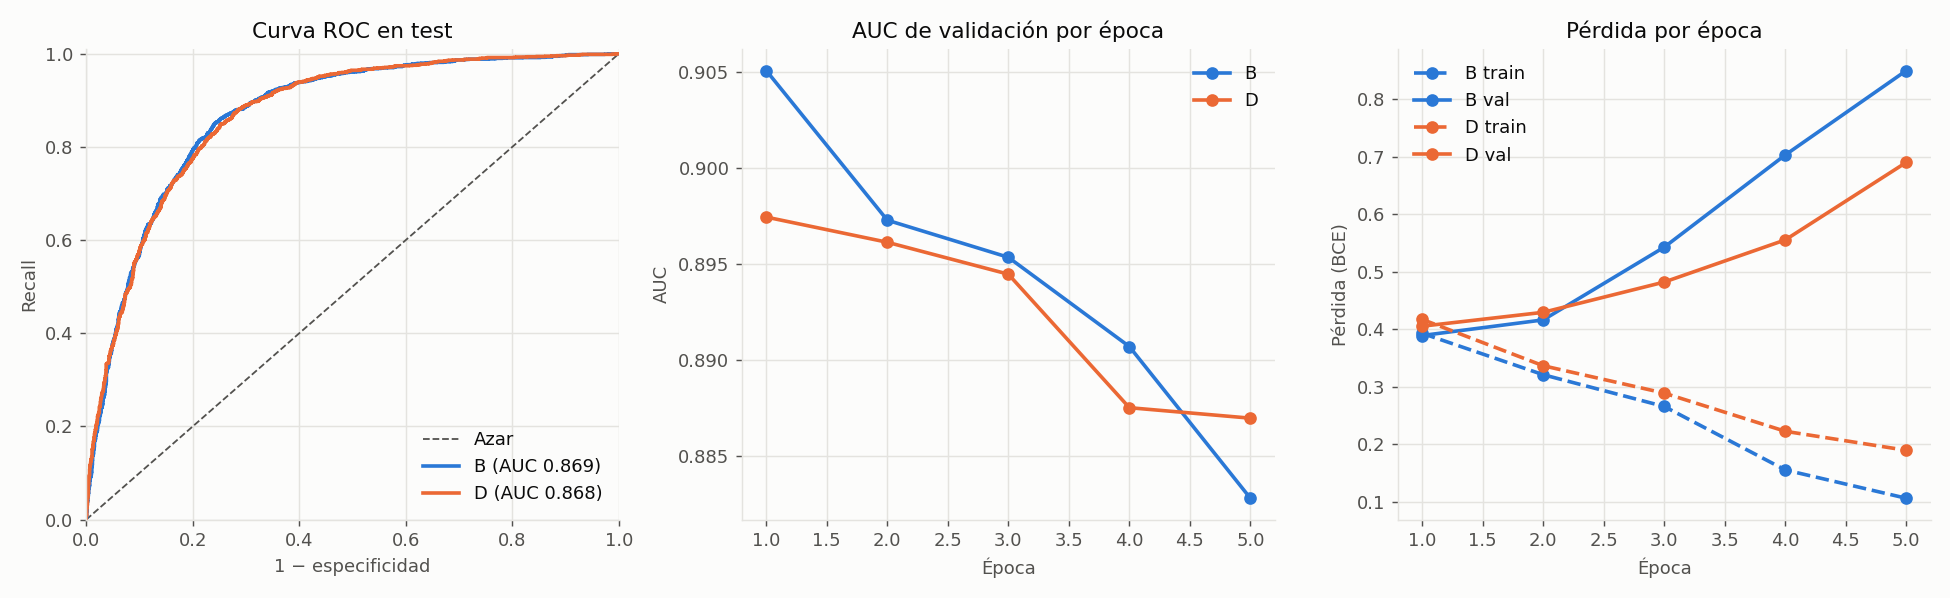 Curva ROC en test
1.0
0.8
0.6
0.4
0.2
0.0
Recall
0.0 0.2 0.4 0.6 0.8 1.0
1 − especificidad
Azar
B (AUC 0.869)
D (AUC 0.868)
AUC de validación por época
0.905
0.900
0.895
0.890
0.885
AUC
B
D
1.0 1.5 2.0 2.5 3.0 3.5 4.0 4.5 5.0
Época
Pérdida por época
0.8
0.7
0.6
0.5
0.4
0.3
0.2
0.1
Pérdida (BCE)
B train
B val
D train
D val
1.0 1.5 2.0 2.5 3.0 3.5 4.0 4.5 5.0
Época